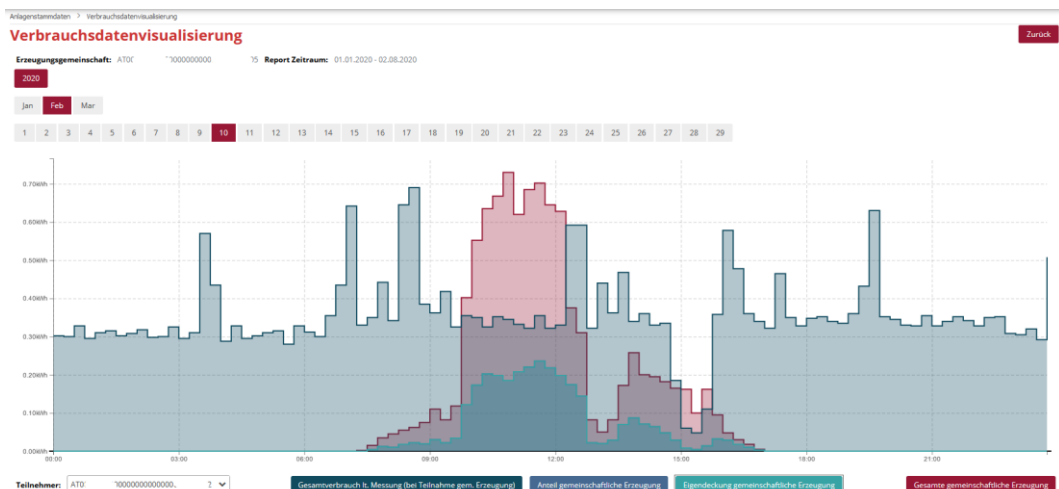 Anlagenstammdaten > Verbrauchsdatenvisualisierung
Verbrauchsdatenvisualisierung
Zurück
Erzeugungsgemeinschaft: Report Zeitraum: 01.01.2020 - 02.08.2020
2020
Jan Feb Mar
1 2 3 4 5 6 7 8 9 10 11 12 13 14 15 16 17 18 19 20 21 22 23 24 25 26 27 28 29
0.70kWh
0.60kWh
0.50kWh
0.40kWh
0.30kWh
0.20kWh
0.10kWh
0.00kWh
00:00 03:00 06:00 09:00 12:00 15:00 18:00 21:00
Teilnehmer: Gesamtverbrauch lt. Messung (bei Teilnahme gem. Erzeugung) Anteil gemeinschaftliche Erzeugung Eigendeckung gemeinschaftliche Erzeugung Gesamte gemeinschaftliche Erzeugung